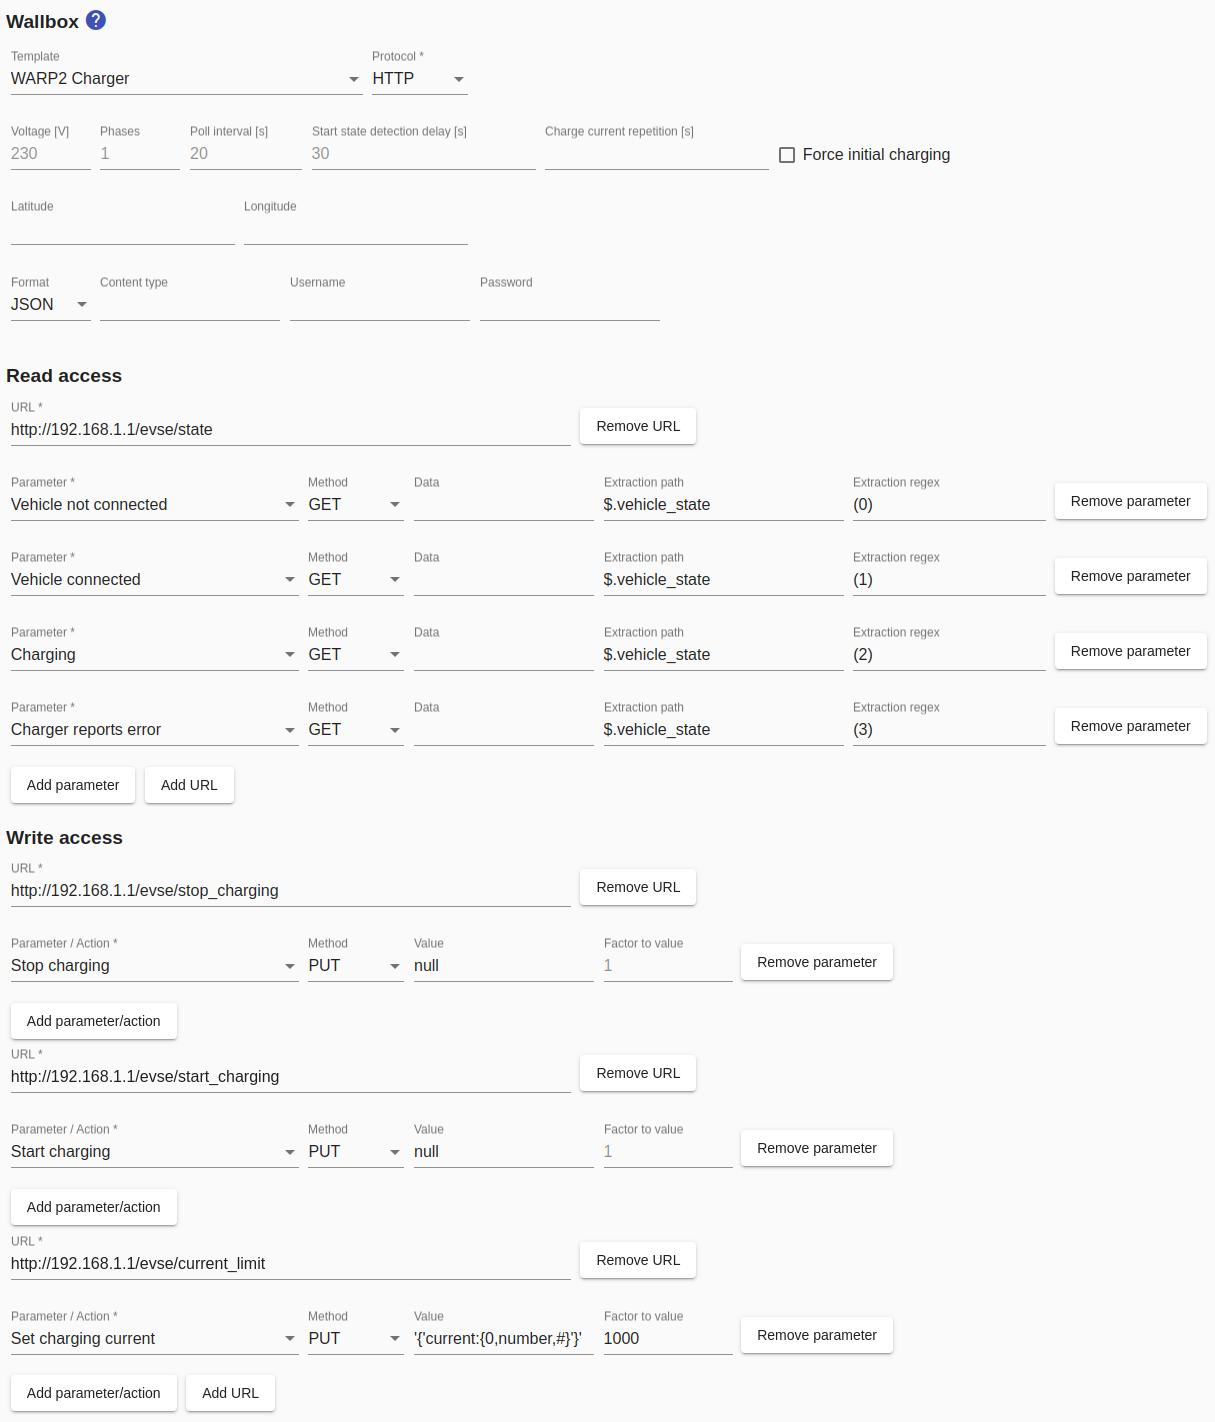 Wallbox ?
Template Protocol *
WARP2 Charger HTTP
Voltage [V] Phases Poll interval [s] Start state detection delay [s] Charge current repetition [s]
230 1 20 30 Force initial charging
Latitude Longitude
Format Content type Username Password
JSON
Read access
URL *
http://192.168.1.1/evse/state Remove URL
Parameter * Method Data Extraction path Extraction regex
Vehicle not connected GET $.vehicle_state (0) Remove parameter
Parameter * Method Data Extraction path Extraction regex
Vehicle connected GET $.vehicle_state (1) Remove parameter
Parameter * Method Data Extraction path Extraction regex
Charging GET $.vehicle_state (2) Remove parameter
Parameter * Method Data Extraction path Extraction regex
Charger reports error GET $.vehicle_state (3) Remove parameter
Add parameter Add URL
Write access
URL *
http://192.168.1.1/evse/stop_charging Remove URL
Parameter / Action * Method Value Factor to value
Stop charging PUT null 1 Remove parameter
Add parameter/action
URL *
http://192.168.1.1/evse/start_charging Remove URL
Parameter / Action * Method Value Factor to value
Start charging PUT null 1 Remove parameter
Add parameter/action
URL *
http://192.168.1.1/evse/current_limit Remove URL
Parameter / Action * Method Value Factor to value
Set charging current PUT '{'current:{0,number,#}'}' 1000 Remove parameter
Add parameter/action Add URL